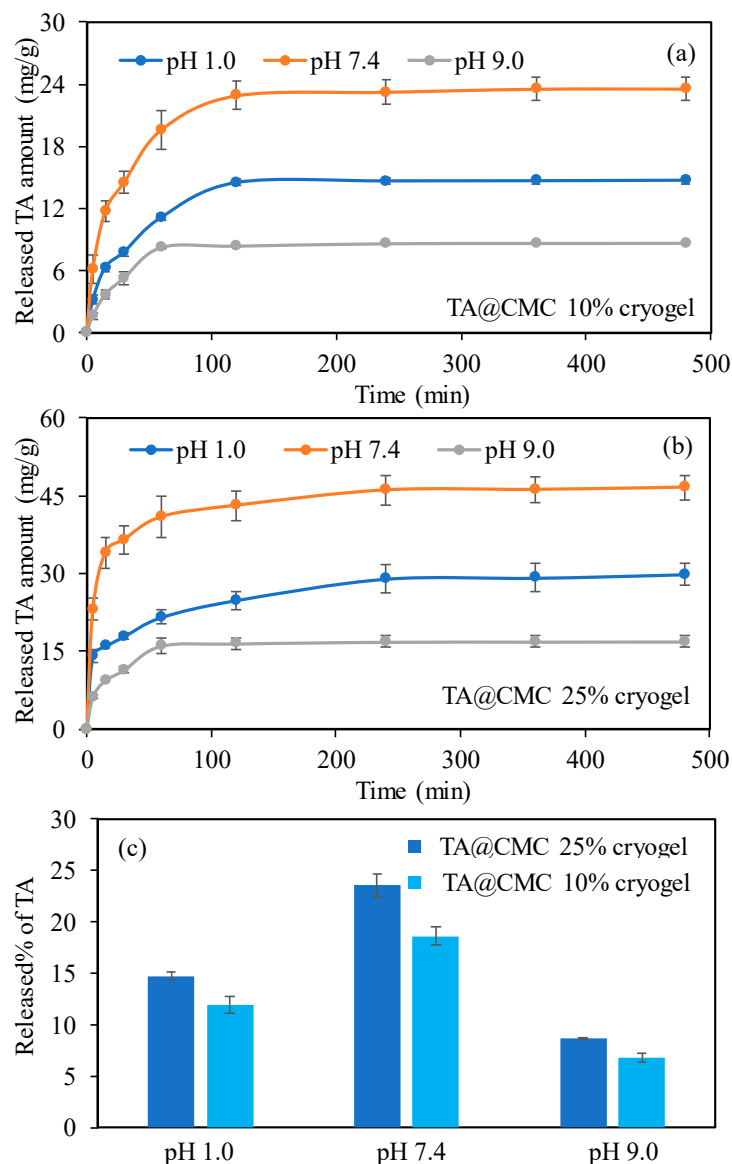 30
24
18
12
6
0
Released TA amount (mg/g)
pH 1.0 pH 7.4 pH 9.0 (a)
TA@CMC 10% cryogel
0 100 200 300 400 500
Time (min)
60
45
30
15
0
Released TA amount (mg/g)
pH 1.0 pH 7.4 pH 9.0 (b)
TA@CMC 25% cryogel
0 100 200 300 400 500
Time (min)
30
25
20
15
10
5
0
Released% of TA
(c)
TA@CMC 25% cryogel
TA@CMC 10% cryogel
pH 1.0 pH 7.4 pH 9.0